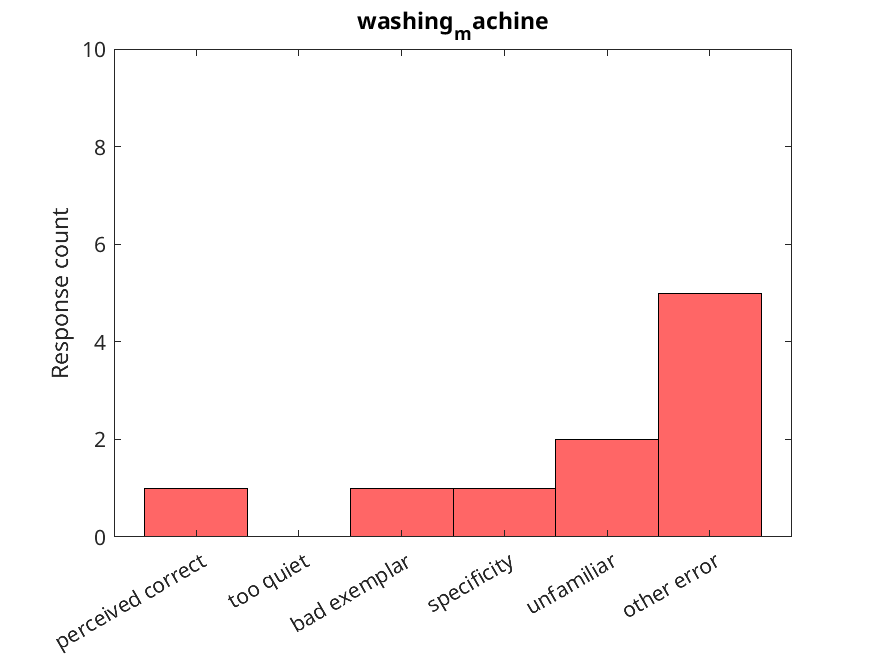 washing_machine
10
8
6
4
2
0
Response count
perceived correct
too quiet
bad exemplar
specificity
unfamiliar
other error